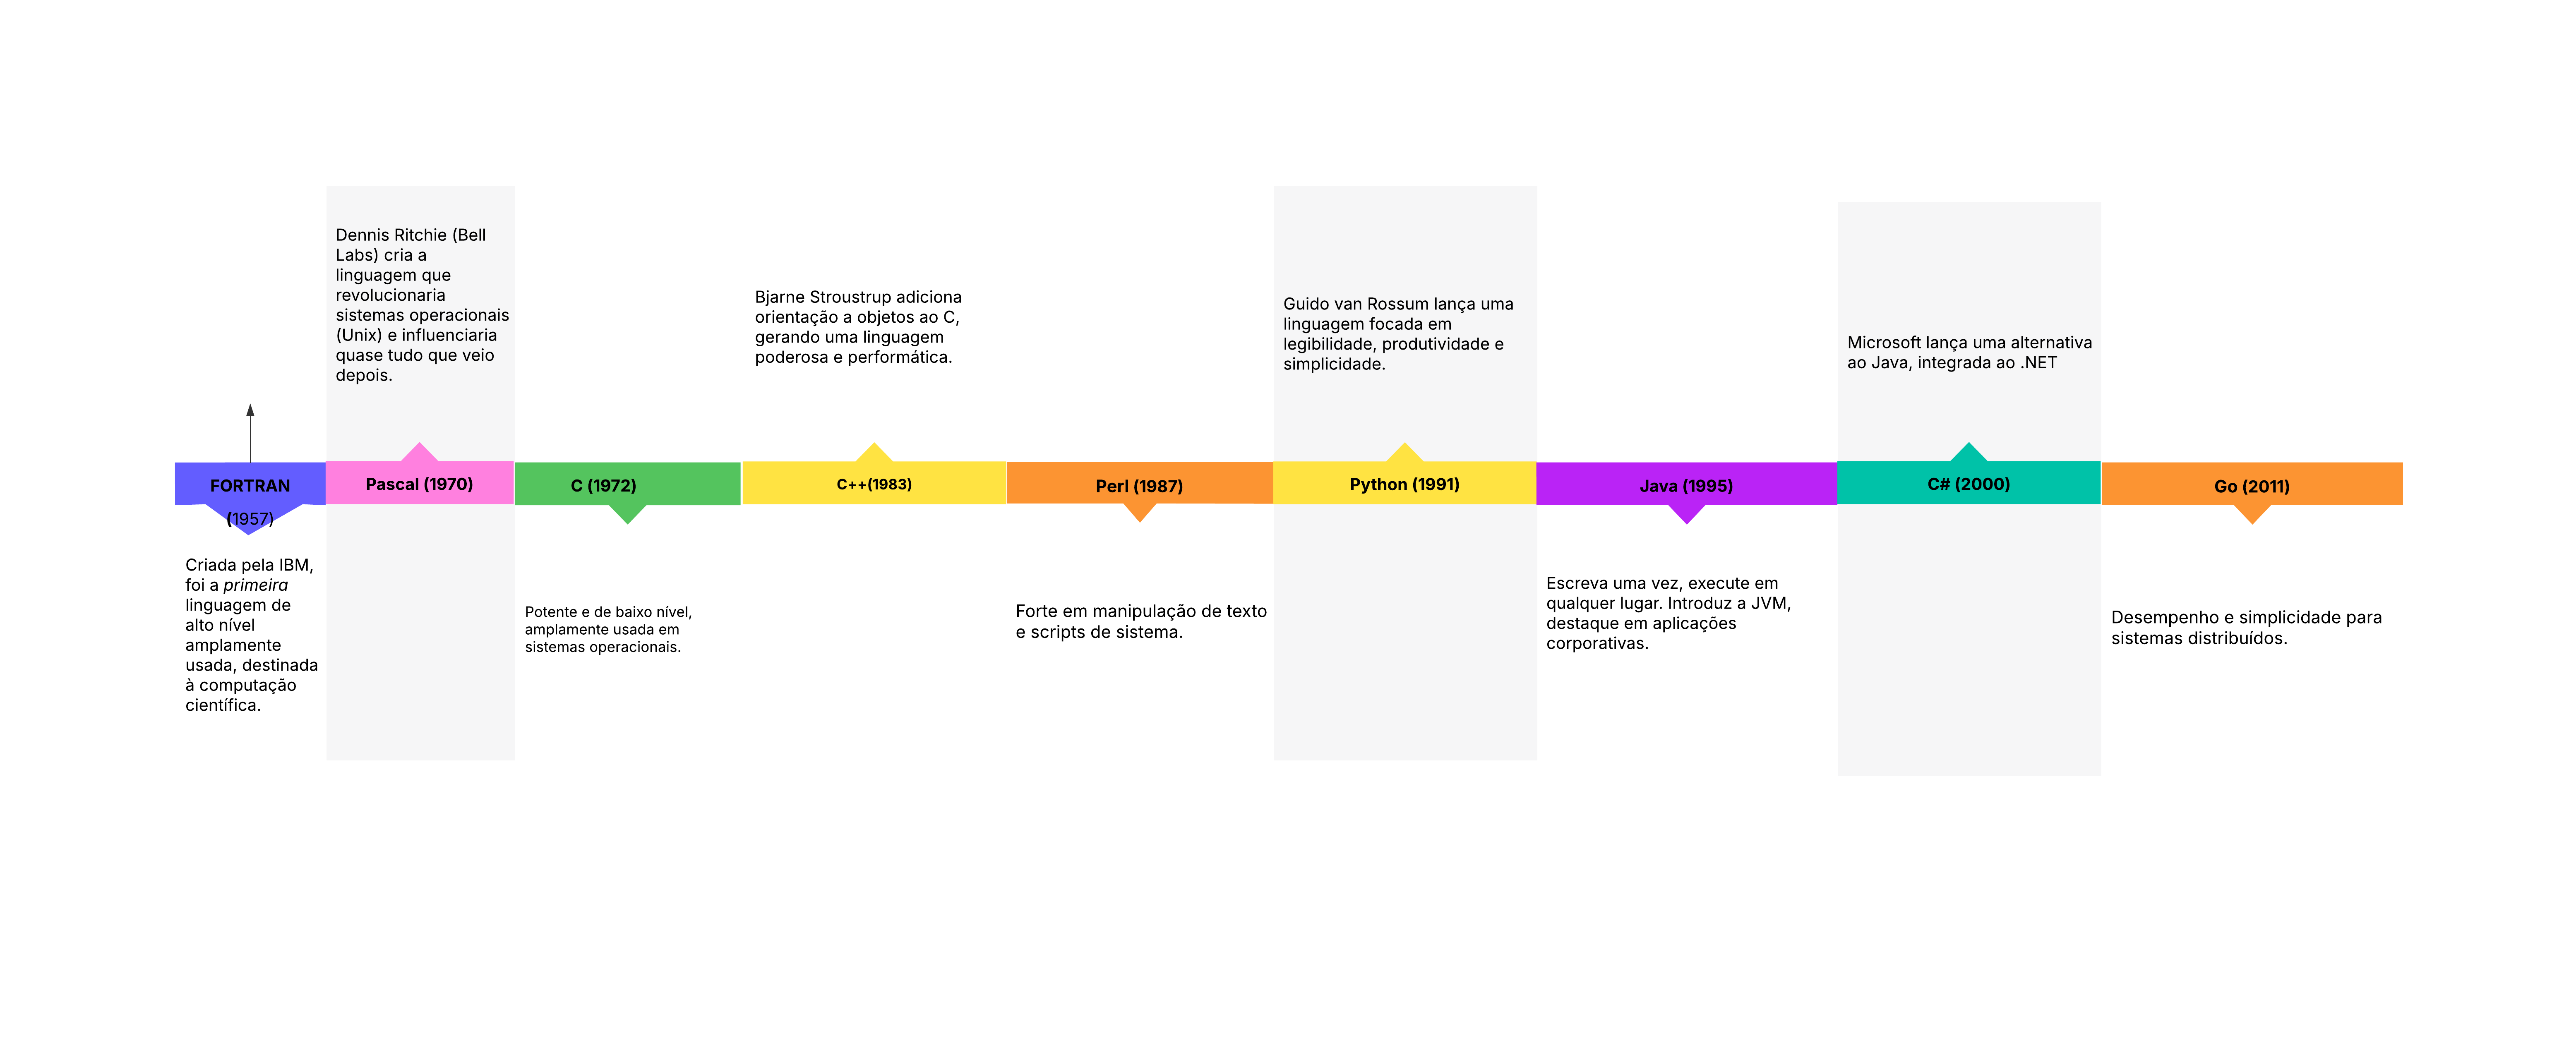 Dennis Ritchie (Bell
Labs) cria a
linguagem que
revolucionaria
sistemas operacionais
(Unix) e influenciaria
quase tudo que veio
depois.
Bjarne Stroustrup adiciona
orientação a objetos ao C,
gerando uma linguagem
poderosa e performática.
Guido van Rossum lança uma
linguagem focada em
legibilidade, produtividade e
simplicidade.
Microsoft lança uma alternativa
ao Java, integrada ao .NET
FORTRAN
(1957)
Pascal (1970)
C (1972)
C++(1983)
Perl (1987)
Python (1991)
Java (1995)
C# (2000)
Go (2011)
Criada pela IBM,
foi a primeira
linguagem de
alto nível
amplamente
usada, destinada
à computação
científica.
Potente e de baixo nível,
amplamente usada em
sistemas operacionais.
Forte em manipulação de texto
e scripts de sistema.
Escreva uma vez, execute em
qualquer lugar. Introduz a JVM,
destaque em aplicações
corporativas.
Desempenho e simplicidade para
sistemas distribuídos.